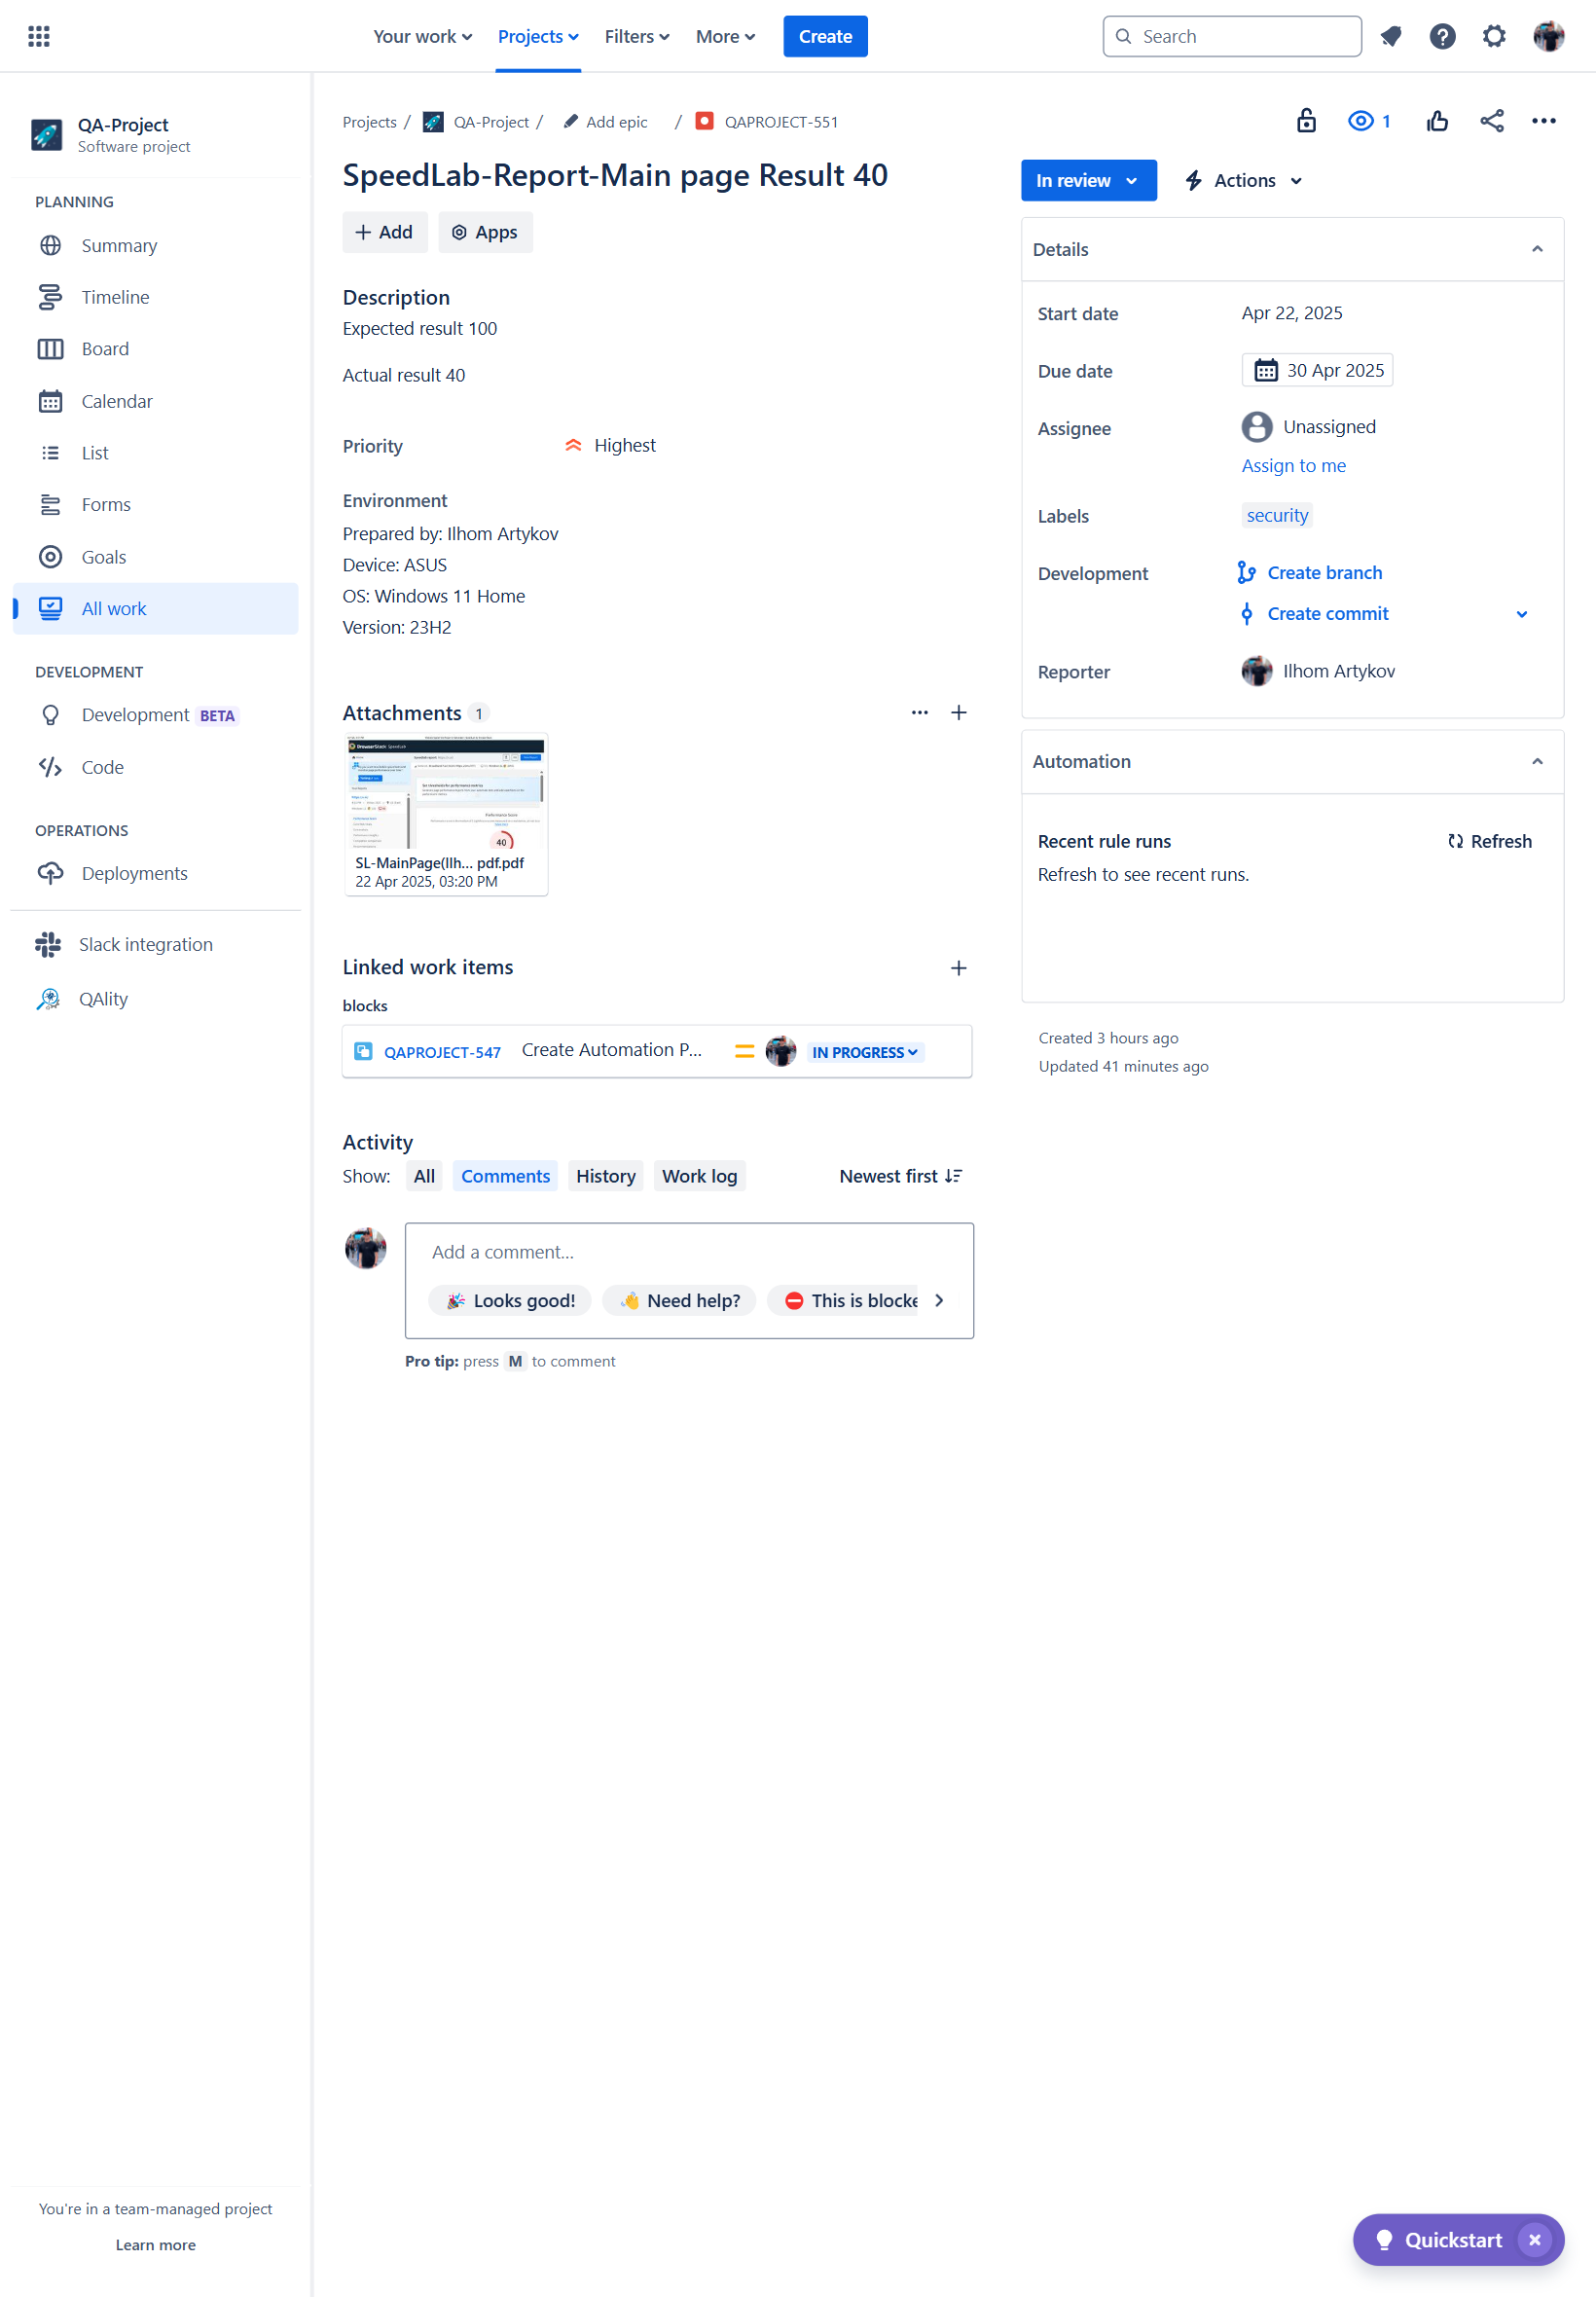 Your work
Projects
Filters
More
Create
Search
QA-Project
Software project
PLANNING
Summary
Timeline
Board
Calendar
List
Forms
Goals
All work
DEVELOPMENT
Development BETA
Code
OPERATIONS
Deployments
Slack integration
QAlity
You're in a team-managed project
Learn more
Projects / QA-Project / Add epic / QAPROJECT-551
SpeedLab-Report-Main page Result 40
Add
Apps
Description
Expected result 100
Actual result 40
Priority Highest
Environment
Prepared by: Ilhom Artykov
Device: ASUS
OS: Windows 11 Home
Version: 23H2
Attachments 1
40
SL-MainPage(Ilh... pdf.pdf
22 Apr 2025, 03:20 PM
Linked work items
blocks
QAPROJECT-547 Create Automation P... IN PROGRESS
Activity
Show: All Comments History Work log Newest first
Add a comment...
Looks good! Need help? This is blocke
Pro tip: press M to comment
1
In review
Actions
Details
Start date Apr 22, 2025
Due date 30 Apr 2025
Assignee Unassigned
Assign to me
Labels security
Development Create branch
Create commit
Reporter Ilhom Artykov
Automation
Recent rule runs Refresh
Refresh to see recent runs.
Created 3 hours ago
Updated 41 minutes ago
Quickstart